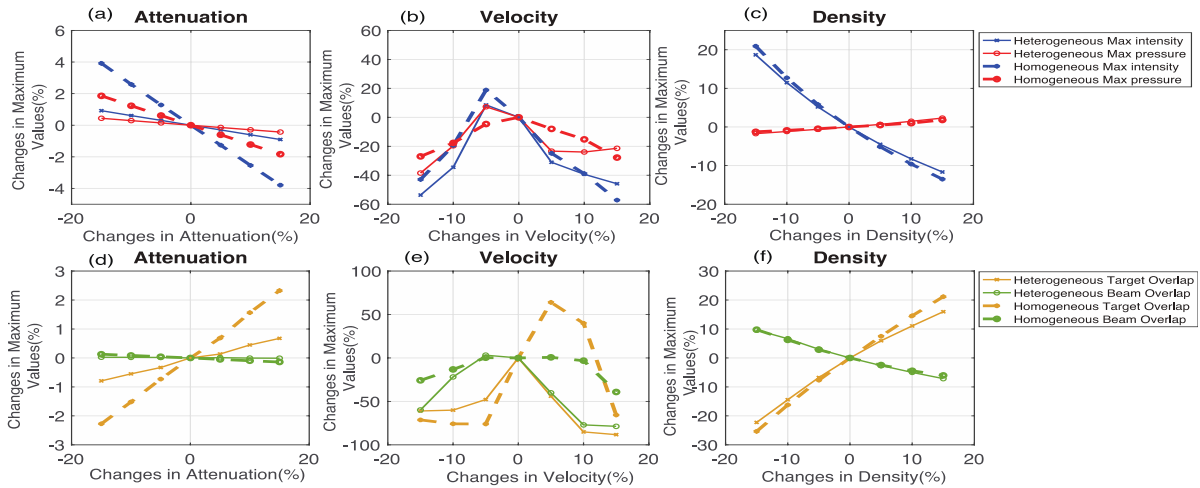 (a) Attenuation
Changes in Maximum
Values(%)
6
4
2
0
-2
-4
-20
0
20
Changes in Attenuation(%)
(b) Velocity
Changes in Maximum
Values(%)
60
40
20
0
-20
-40
-60
-20
-10
0
10
20
Changes in Velocity(%)
(c) Density
Changes in Maximum
Values(%)
20
10
0
-10
-20
-20
-10
0
10
20
Changes in Density(%)
Heterogeneous Max intensity
Heterogeneous Max pressure
Homogeneous Max intensity
Homogeneous Max pressure
(d) Attenuation
Changes in Maximum
Values(%)
3
2
1
0
-1
-2
3
-20
0
20
Changes in Attenuation(%)
(e) Velocity
Changes in Maximum
Values(%)
100
50
0
-50
-100
-20
-10
0
10
20
Changes in Velocity(%)
(f) Density
Changes in Maximum
Values(%)
30
20
10
0
-10
-20
-30
-20
-10
0
10
20
Changes in Density(%)
Heterogeneous Target Overlap
Heterogeneous Beam Overlap
Homogeneous Target Overlap
Homogeneous Beam Overlap